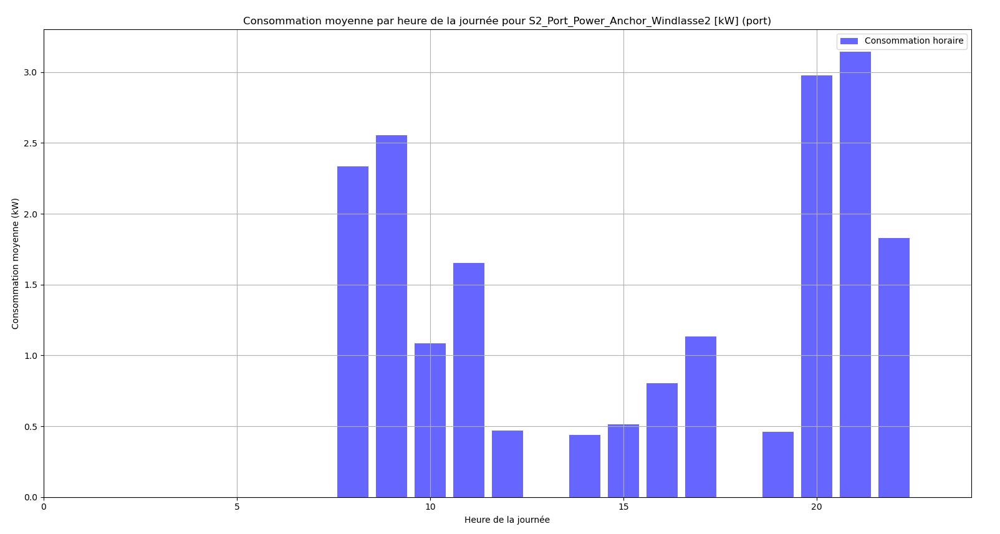 Consommation moyenne par heure de la journée pour S2_Port_Power_Anchor_Windlasse2 [kW] (port)
Consommation horaire
Consommation moyenne (kW)
3.0
2.5
2.0
1.5
1.0
0.5
0.0
0 5 10 15 20
Heure de la journée